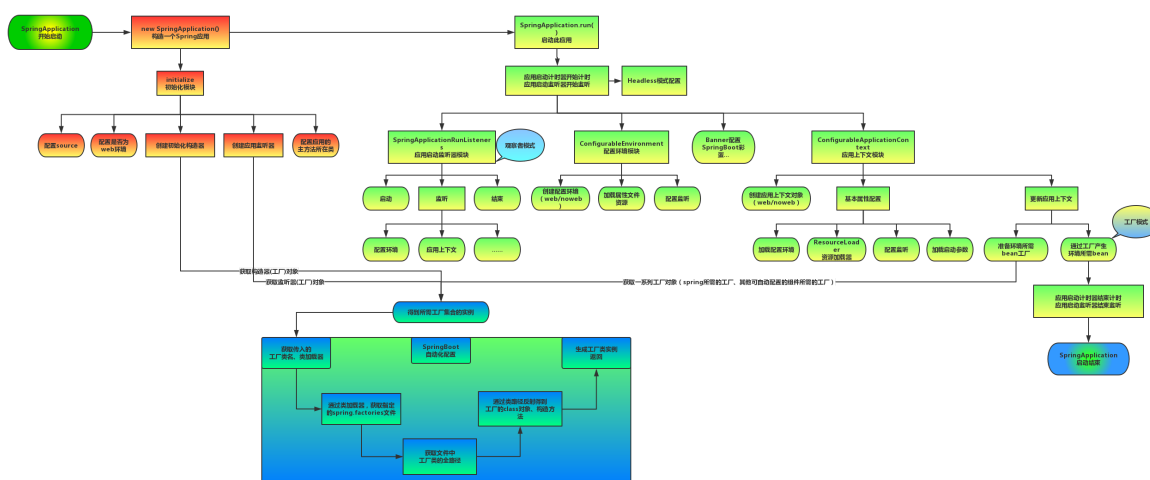 SpringApplication
开始启动
new SpringApplication()
构造一个Spring应用
SpringApplication.run(
)
启动此应用
initialize
初始化模块
应用启动计时器开始计时
应用启动监听器开始监听
Headless模式配置
配置source
配置是否为
web环境
创建初始化构造器
创建应用监听器
配置应用的
主方法所在类
SpringApplicationRunListener
s
应用启动监听器模块
观察者模式
ConfigurableEnvironment
配置环境模块
Banner配置
SpringBoot彩
蛋...
ConfigurableApplicationCon
text
应用上下文模块
启动
监听
结束
创建配置环境
(web/noweb
)
加载属性文件
资源
配置监听
创建应用上下文对象
(web/noweb)
基本属性配置
更新应用上下文
工厂模式
配置环境
应用上下文
......
加载配置环境
ResourceLoad
er
资源加载器
配置监听
加载启动参数
准备环境所需
bean工厂
通过工厂产生
环境所需bean
获取构造器(工厂)对象
获取监听器(工厂)对象
获取一系列工厂对象(spring所需的工厂、其他可自动配置的组件所需的工厂)
得到所需工厂集合的实例
应用启动计时器结束计时
应用启动监听器结束监听
获取传入的
工厂类名、类加载器
SpringBoot
自动化配置
生成工厂类实例
返回
SpringApplication
启动结束
通过类加载器,获取指定
的spring.factories文件
通过类路径反射得到
工厂的class对象、构造方
法
获取文件中
工厂类的全路径